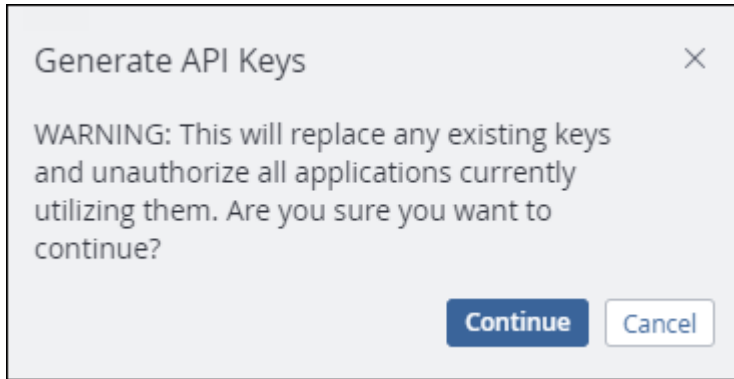 Generate API Keys
WARNING: This will replace any existing keys
and unauthorize all applications currently
utilizing them. Are you sure you want to
continue?
Continue Cancel